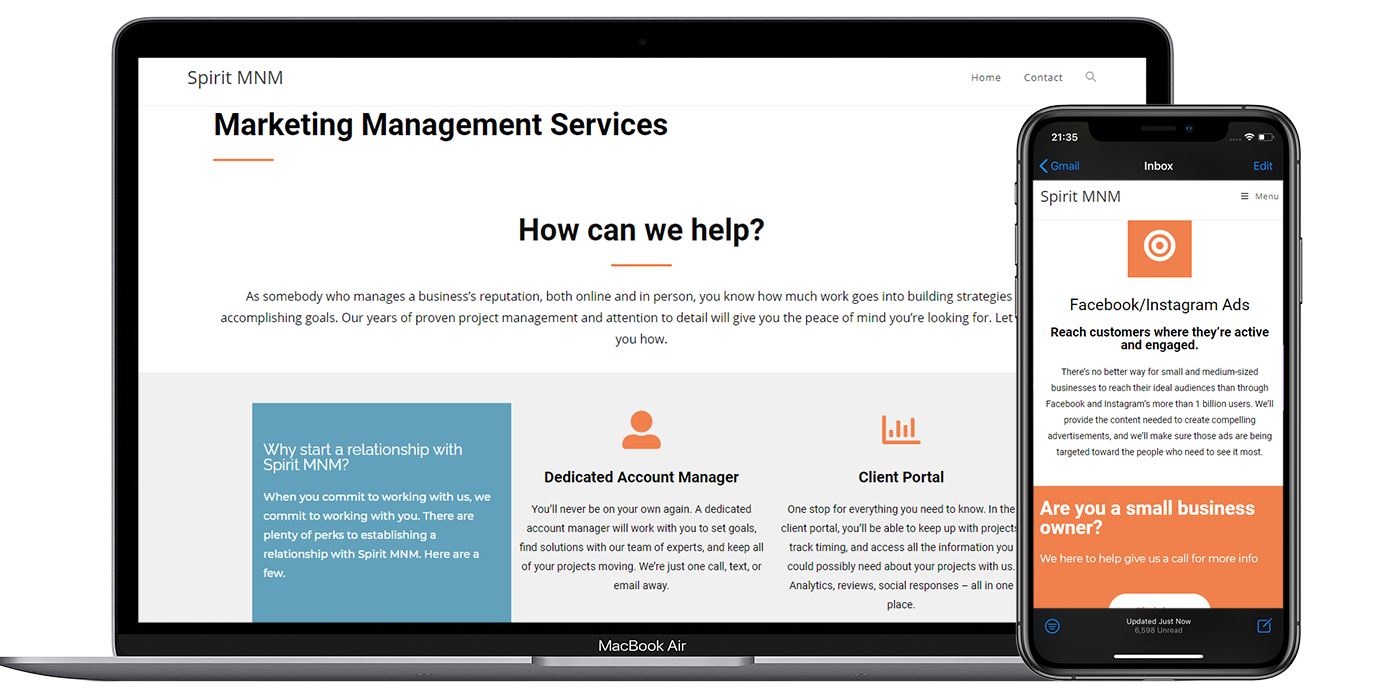 Spirit MNM
Home
Contact
Marketing Management Services
How can we help?
As somebody who manages a business’s reputation, both online and in person, you know how much work goes into building strategies
accomplishing goals. Our years of proven project management and attention to detail will give you the peace of mind you’re looking for. Let
you how.
Why start a relationship with
Spirit MNM?
When you commit to working with us, we
commit to working with you. There are
plenty of perks to establishing a
relationship with Spirit MNM. Here are a
few.
Dedicated Account Manager
You’ll never be on your own again. A dedicated
account manager will work with you to set goals,
find solutions with our team of experts, and keep all
of your projects moving. We’re just one call, text, or
email away.
Client Portal
One stop for everything you need to know. In the
client portal, you’ll be able to keep up with projects
track timing, and access all the information you
could possibly need about your projects with us.
Analytics, reviews, social responses – all in one
place.
MacBook Air
21:35
Gmail
Inbox
Edit
Spirit MNM
Menu
Facebook/Instagram Ads
Reach customers where they’re active
and engaged.
There’s no better way for small and medium-sized
businesses to reach their ideal audiences than through
Facebook and Instagram’s more than 1 billion users. We’ll
provide the content needed to create compelling
advertisements, and we’ll make sure those ads are being
targeted toward the people who need to see it most.
Are you a small business
owner?
We here to help give us a call for more info
Updated Just Now
6,598 Unread